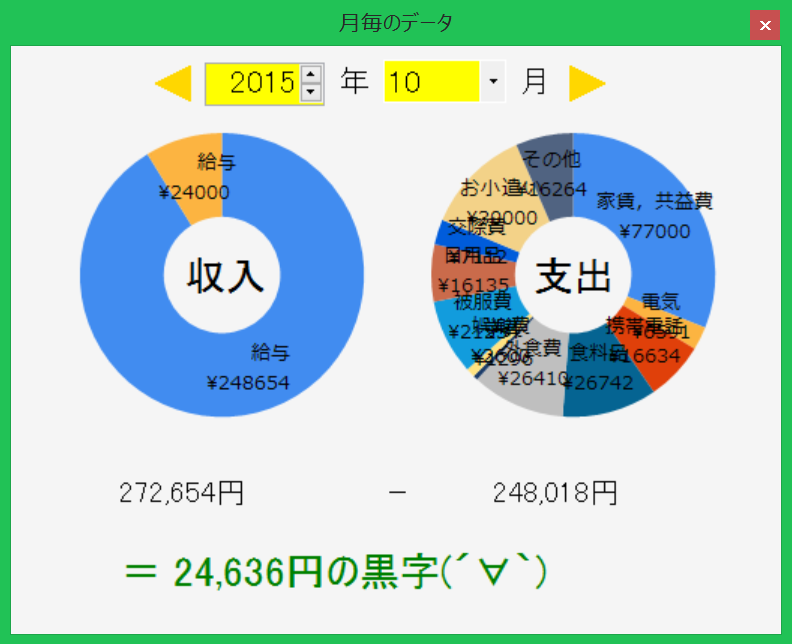 月毎のデータ
2015 年 10 月
給与
¥24000
収入
給与
¥248654
その他
¥16264
家賃，共益費
¥77000
お小遣い
¥30000
交際費
日用品
¥16135
支出
被服費
電気
携帯電話
¥16634
外食費
¥26410
食料品
¥26742
272,654円 － 248,018円
＝ 24,636円の黒字(´∀`)